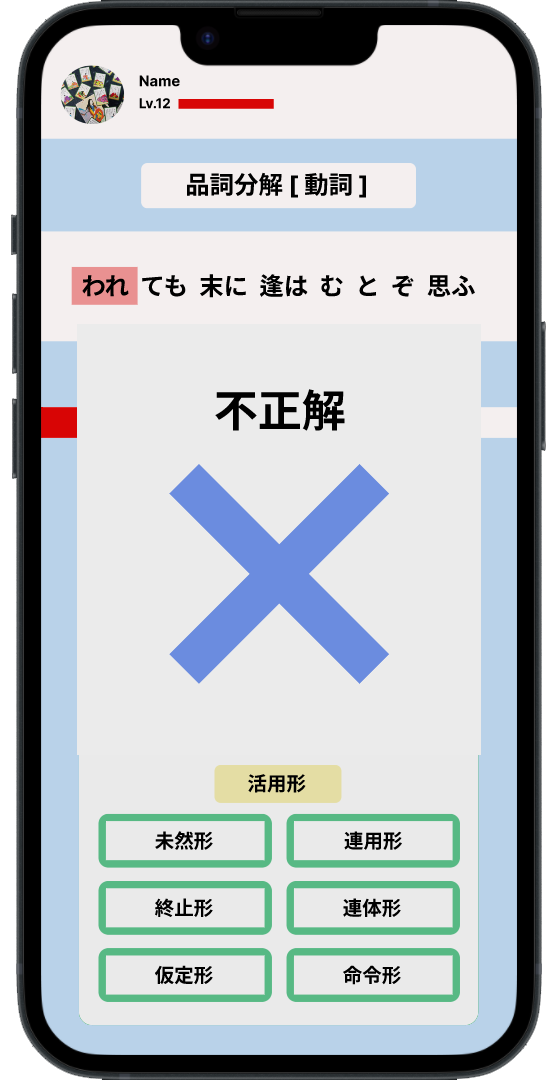 Name
Lv.12
品詞分解 [ 動詞 ]
われ ても 末に 逢は む と ぞ 思ふ
不正解
活用形
未然形 連用形
終止形 連体形
仮定形 命令形